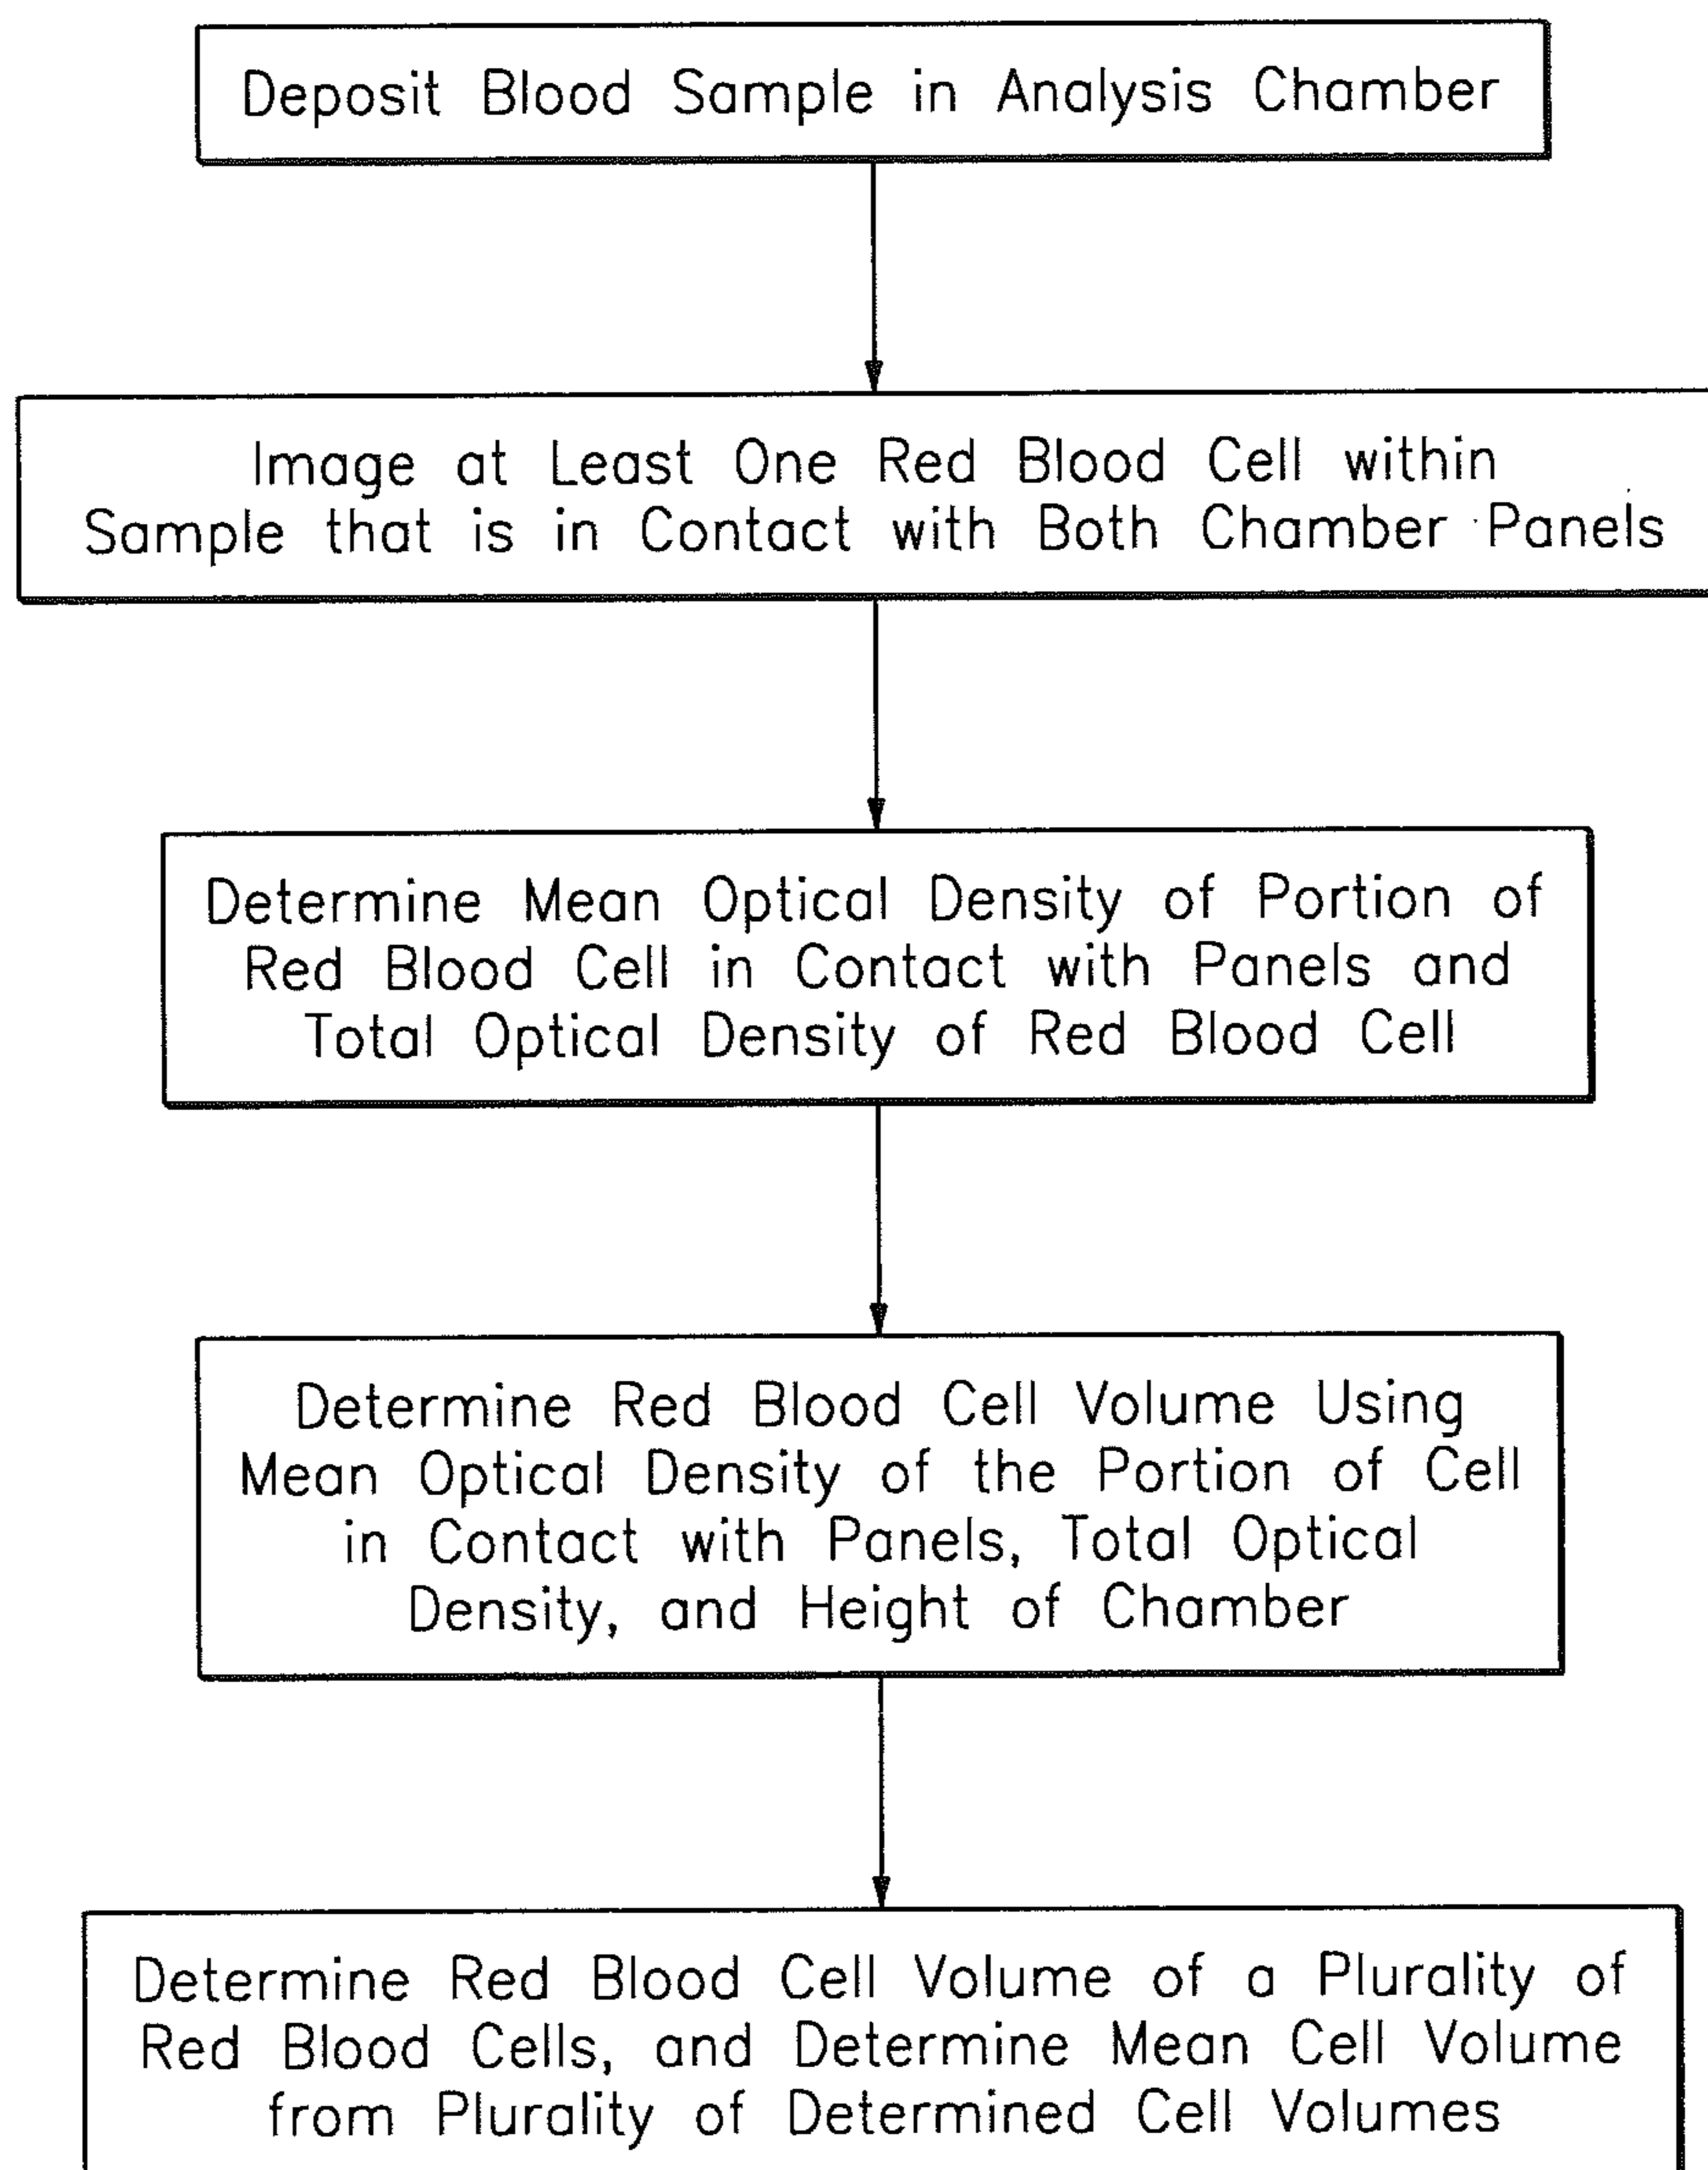 Deposit Blood Sample in Analysis Chamber
Image at Least One Red Blood Cell within
Sample that is in Contact with Both Chamber Panels
Determine Mean Optical Density of Portion of
Red Blood Cell in Contact with Panels and
Total Optical Density of Red Blood Cell
Determine Red Blood Cell Volume Using
Mean Optical Density of the Portion of Cell
in Contact with Panels, Total Optical
Density, and Height of Chamber
Determine Red Blood Cell Volume of a Plurality of
Red Blood Cells, and Determine Mean Cell Volume
from Plurality of Determined Cell Volumes